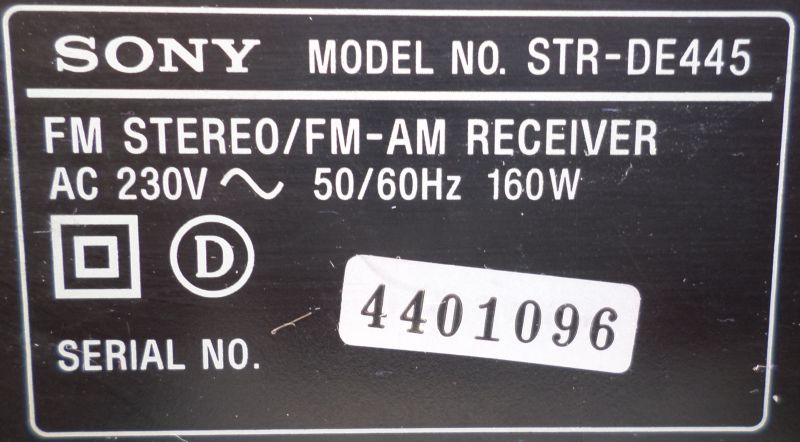 SONY MODEL NO. STR-DE445
FM STEREO/FM-AM RECEIVER
AC 230V ~ 50/60Hz 160W
D
4401096
SERIAL NO.